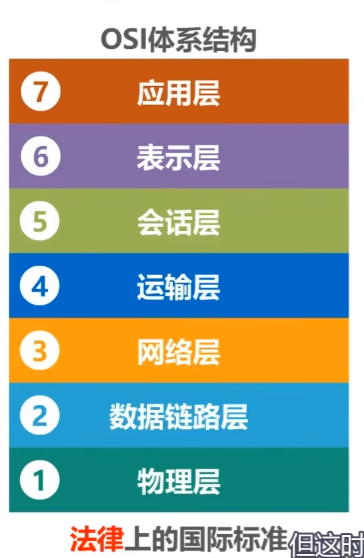 OSI体系结构
7 应用层
6 表示层
5 会话层
4 运输层
3 网络层
2 数据链路层
1 物理层
法律上的国际标准
但这时